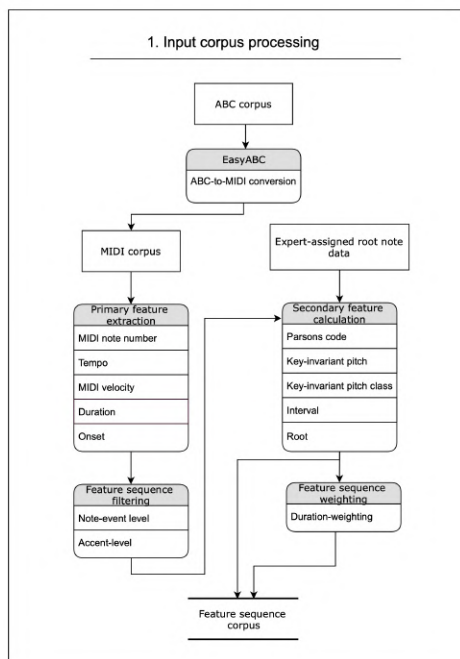 1. Input corpus processing
ABC corpus
EasyABC
ABC-to-MIDI conversion
MIDI corpus
Expert-assigned root note
data
Primary feature
extraction
MIDI note number
Tempo
MIDI velocity
Duration
Onset
Secondary feature
calculation
Parsons code
Key-invariant pitch
Key-invariant pitch class
Interval
Root
Feature sequence
filtering
Note-event level
Accent-level
Feature sequence
weighting
Duration-weighting
Feature sequence
corpus